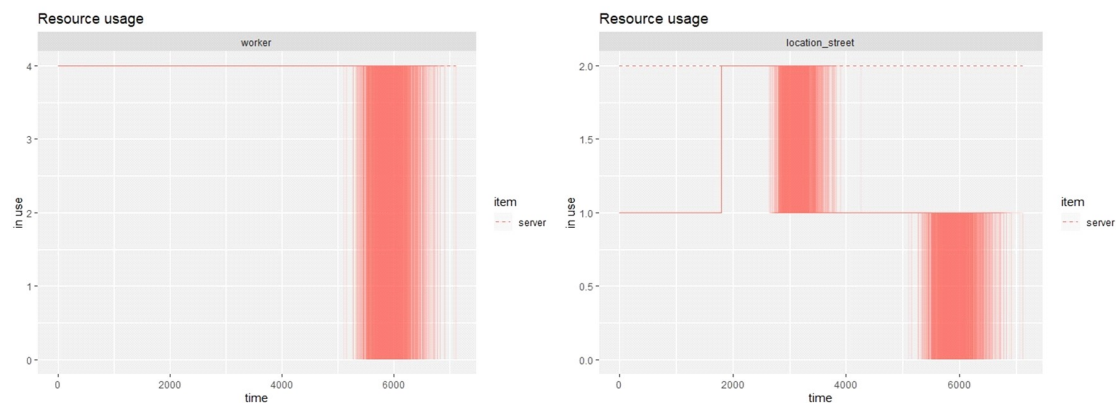 Resource usage
worker
4
3
2
1
0
in use
0 2000 4000 6000
time
item
server
Resource usage
location_street
2.0
1.5
1.0
0.5
0.0
in use
0 2000 4000 6000
time
item
server